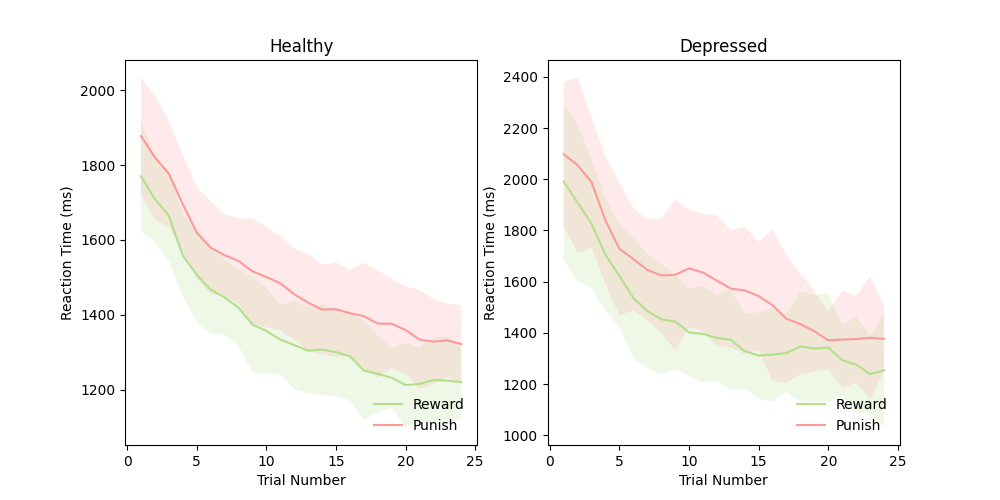 Healthy
Reaction Time (ms)
2000
1800
1600
1400
1200
0
5
10
15
20
25
Trial Number
Reward
Punish
Depressed
Reaction Time (ms)
2400
2200
2000
1800
1600
1400
1200
1000
0
5
10
15
20
25
Trial Number
Reward
Punish